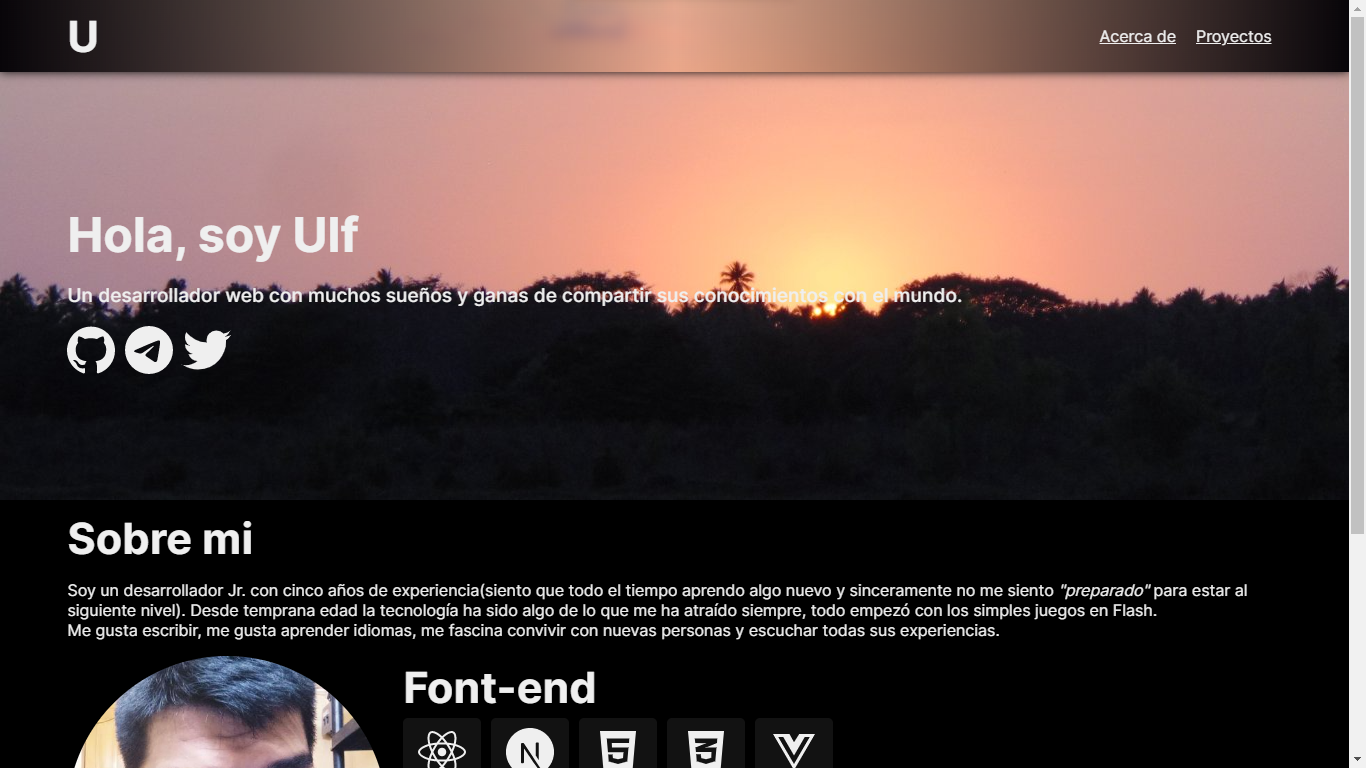 U
Acerca de Proyectos
Hola, soy Ulf
Un desarrollador web con muchos sueños y ganas de compartir sus conocimientos con el mundo.
Sobre mi
Soy un desarrollador Jr. con cinco años de experiencia(siento que todo el tiempo aprendo algo nuevo y sinceramente no me siento "preparado" para estar al
siguiente nivel). Desde temprana edad la tecnología ha sido algo de lo que me ha atraído siempre, todo empezó con los simples juegos en Flash.
Me gusta escribir, me gusta aprender idiomas, me fascina convivir con nuevas personas y escuchar todas sus experiencias.
Font-end